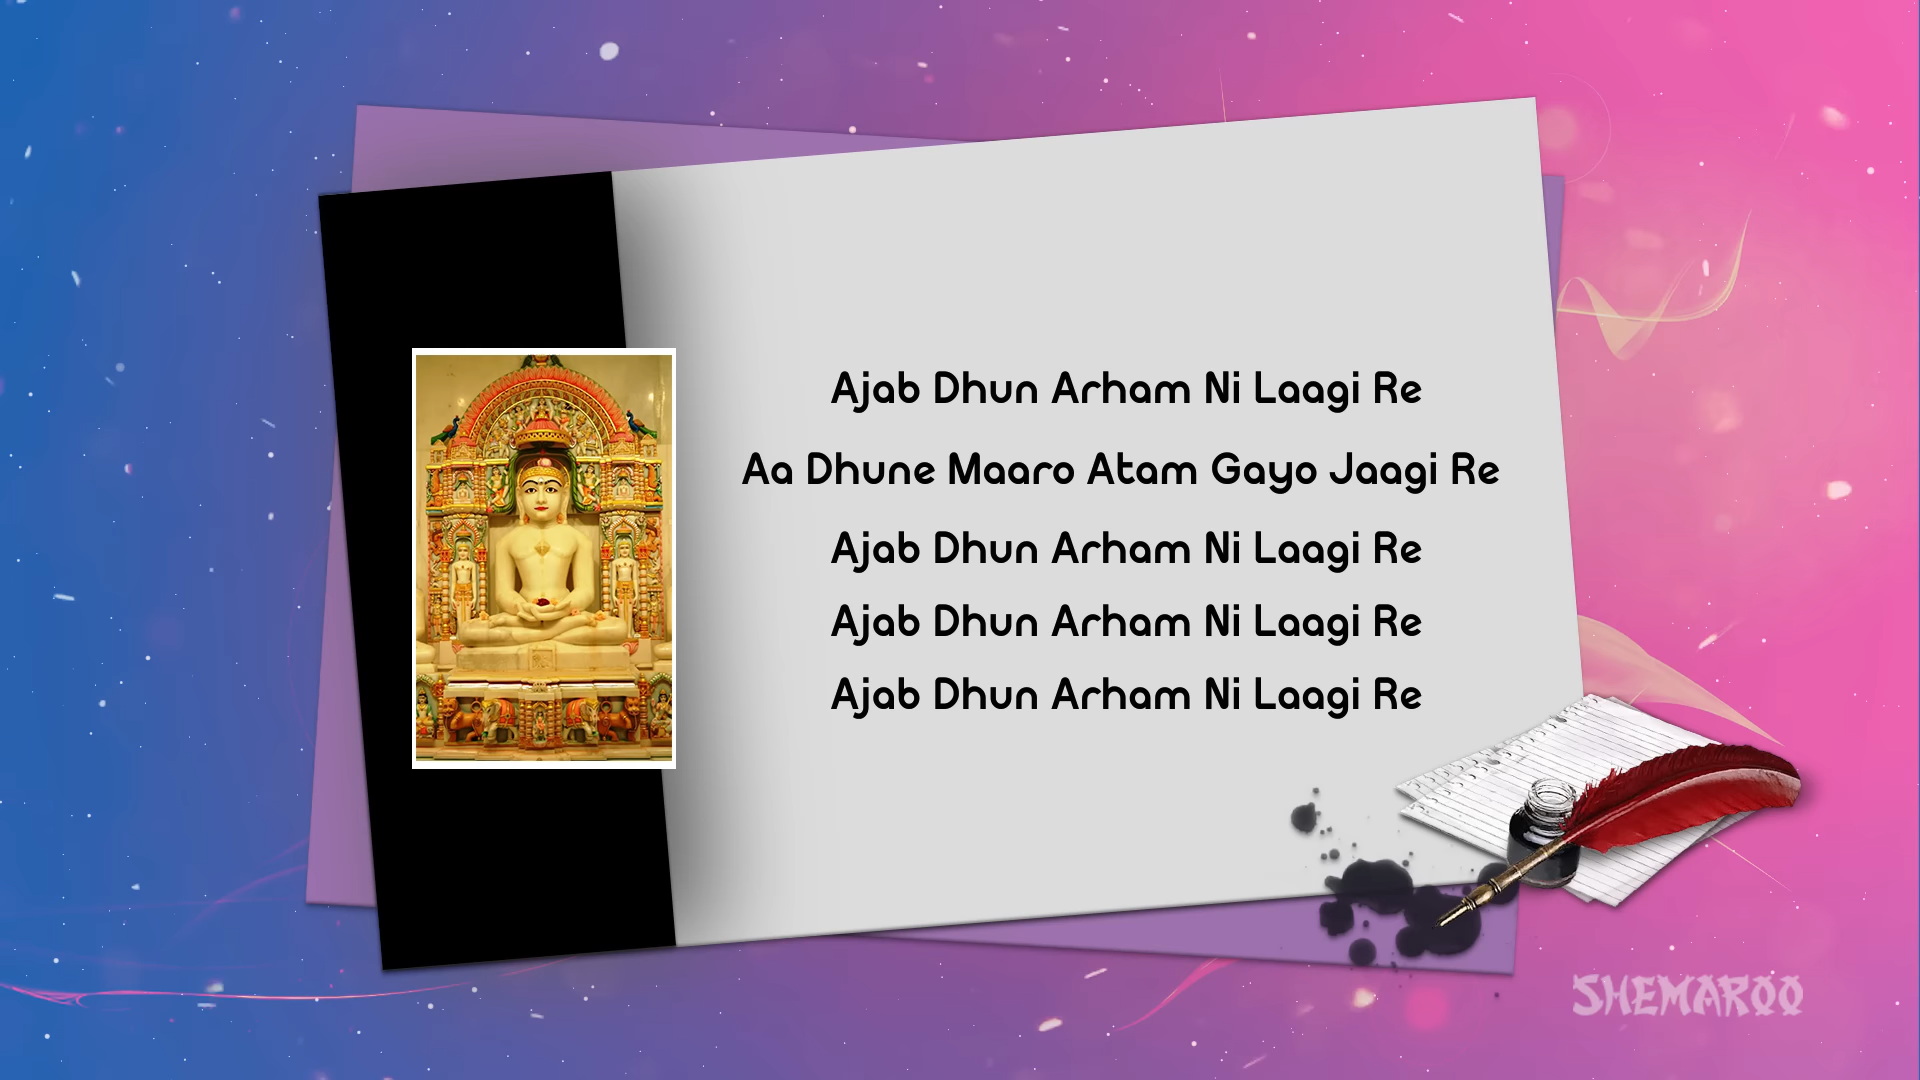 Ajab Dhun Arham Ni Laagi Re
Aa Dhune Maaro Atam Gayo Jaagi Re
Ajab Dhun Arham Ni Laagi Re
Ajab Dhun Arham Ni Laagi Re
Ajab Dhun Arham Ni Laagi Re
SHEMAROO